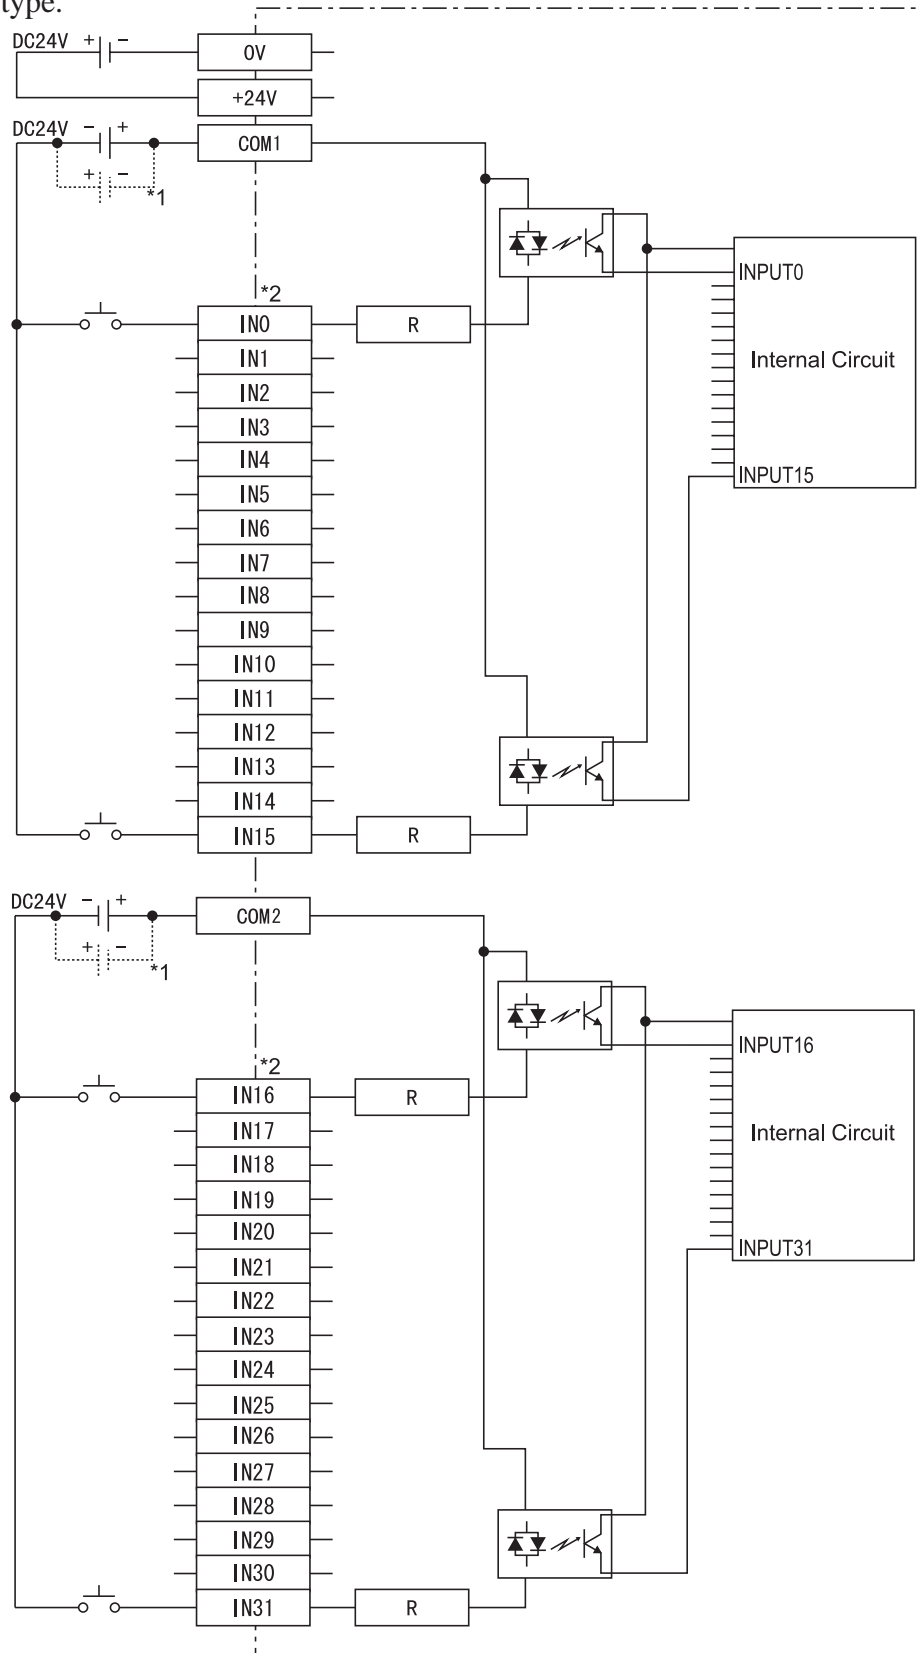 type.
DC24V + - 0V
+24V
DC24V - + COM1
+ - *1
*2
INPUT0
IN0 R
IN1 Internal Circuit
IN2
IN3
IN4
INPUT15
IN5
IN6
IN7
IN8
IN9
IN10
IN11
IN12
IN13
IN14
IN15 R
DC24V - + COM2
+ - *1
INPUT16
*2
IN16 R
IN17 Internal Circuit
IN18
IN19
IN20
INPUT31
IN21
IN22
IN23
IN24
IN25
IN26
IN27
IN28
IN29
IN30
IN31 R